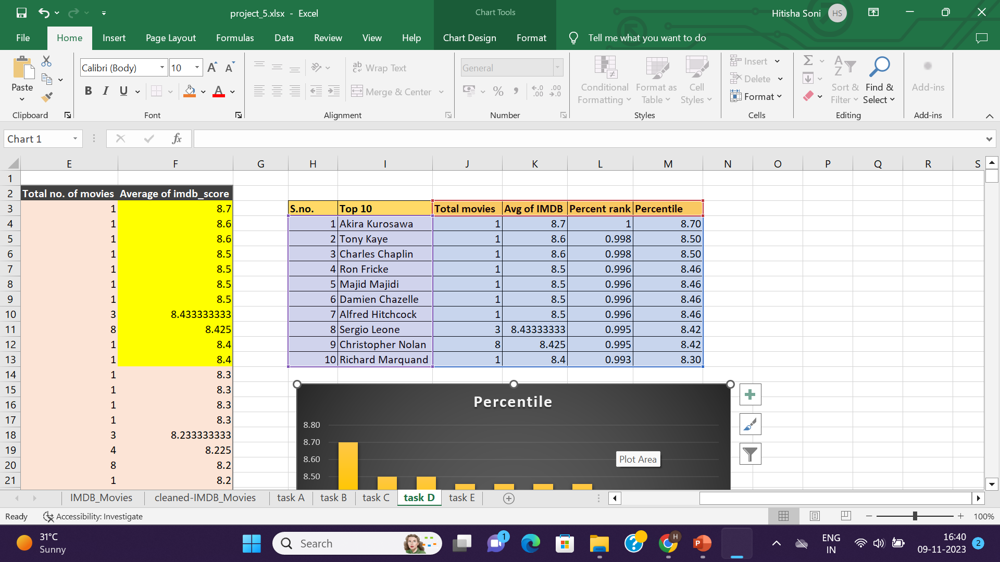 project_5.xlsx - Excel
Chart Tools
Hitisha Soni HS
File Home Insert Page Layout Formulas Data Review View Help Chart Design Format Tell me what you want to do
Paste
Calibri (Body) 10
A A
B I U A
ab Wrap Text
Merge & Center
General
% , .00
Conditional Formatting
Format as Table
Cell Styles
Insert
Delete
Format
Sort & Filter
Find & Select
Add-ins
Clipboard Font Alignment Number Styles Cells Editing Add-ins
Chart 1 fx
E F G H I J K L M N O P Q R S
1
2 Total no. of movies Average of imdb_score
3 1 8.7 S.no. Top 10 Total movies Avg of IMDB Percent rank Percentile
4 1 8.6 1 Akira Kurosawa 1 8.7 1 8.70
5 1 8.6 2 Tony Kaye 1 8.6 0.998 8.50
6 1 8.5 3 Charles Chaplin 1 8.6 0.998 8.50
7 1 8.5 4 Ron Fricke 1 8.5 0.996 8.46
8 1 8.5 5 Majid Majidi 1 8.5 0.996 8.46
9 1 8.5 6 Damien Chazelle 1 8.5 0.996 8.46
10 3 8.433333333 7 Alfred Hitchcock 1 8.5 0.996 8.46
11 8 8.425 8 Sergio Leone 3 8.43333333 0.995 8.42
12 1 8.4 9 Christopher Nolan 8 8.425 0.995 8.42
13 1 8.4 10 Richard Marquand 1 8.4 0.993 8.30
14 1 8.3
15 1 8.3
16 1 8.3
17 1 8.3
18 3 8.233333333
19 4 8.225
20 8 8.2
21 1 8.2
Percentile
8.80
8.70
8.60
8.50
Plot Area
IMDB_Movies cleaned-IMDB_Movies task A task B task C task D task E
Ready Accessibility: Investigate 100%
31°C
Sunny
Search
1
H
P
ENG
IN
16:40
09-11-2023
2